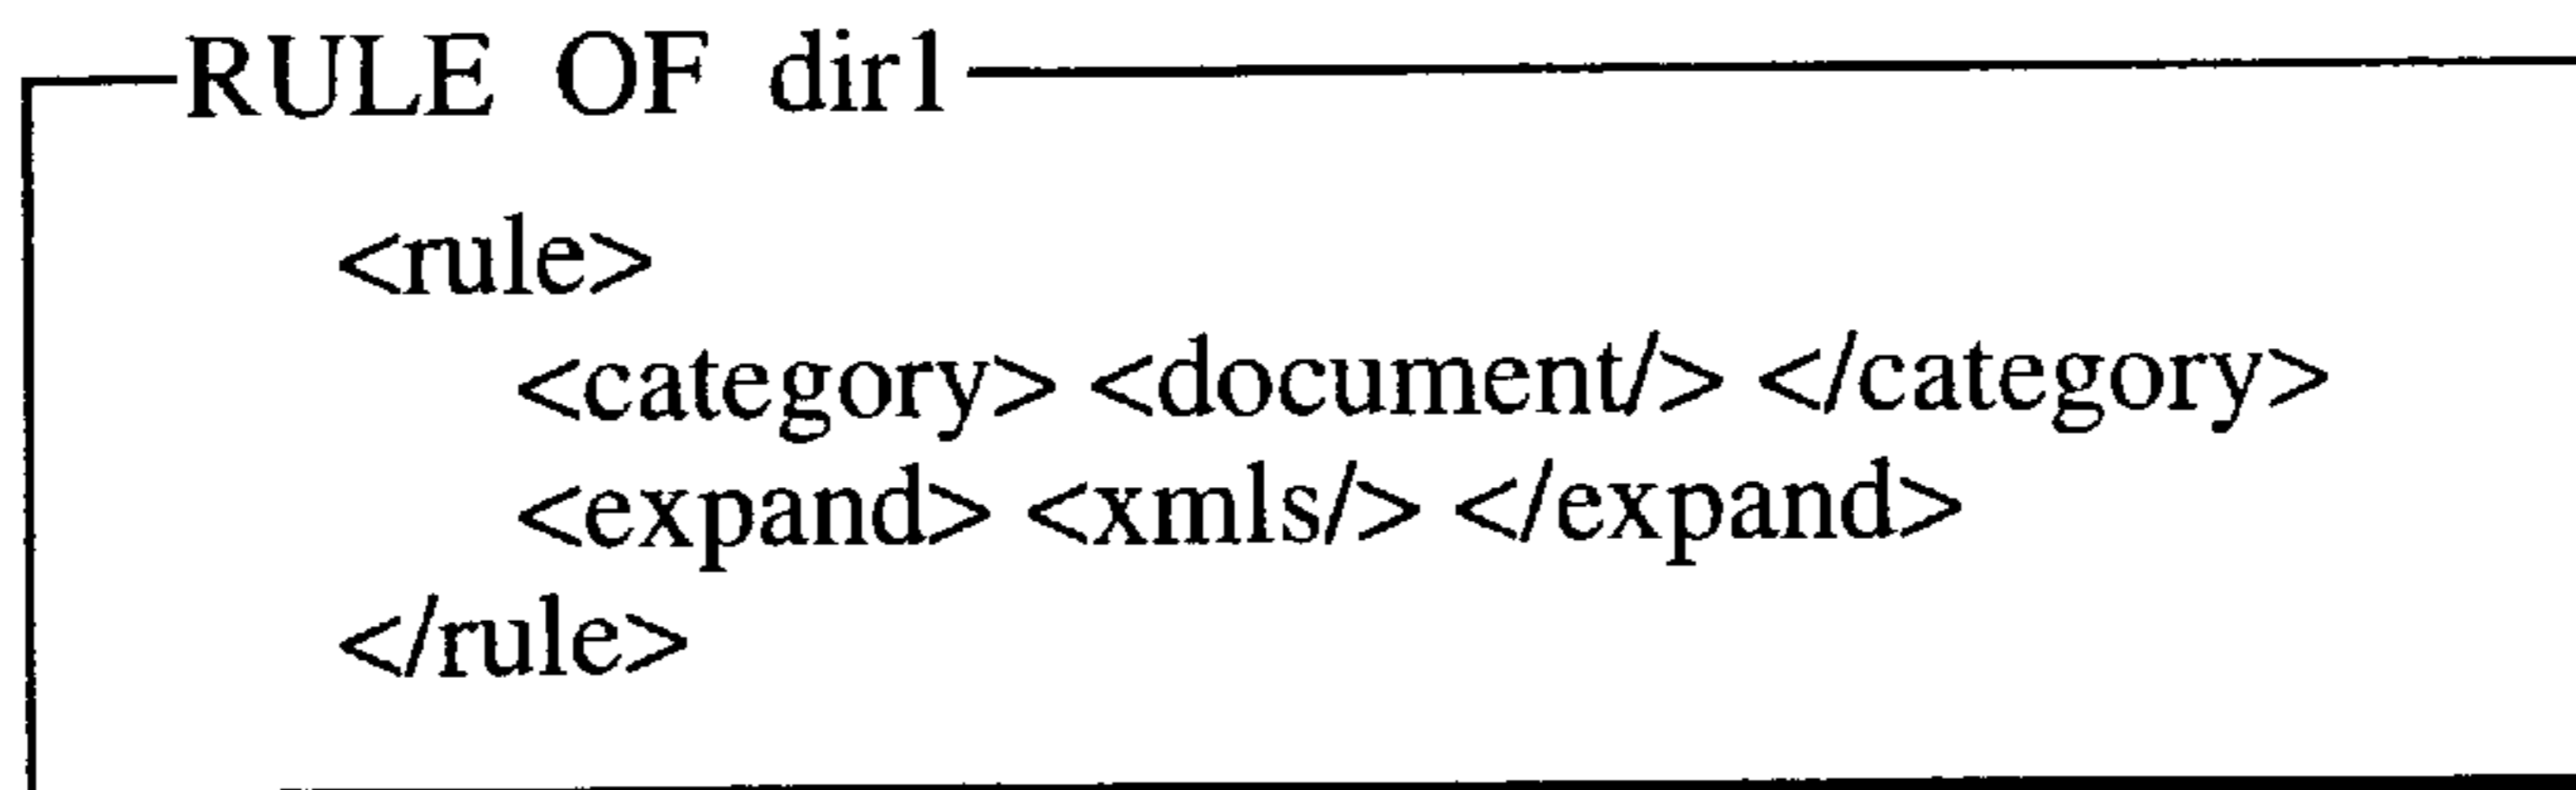 RULE OF dir1
<rule>
<category> <document/> </category>
<expand> <xmls/> </expand>
</rule>